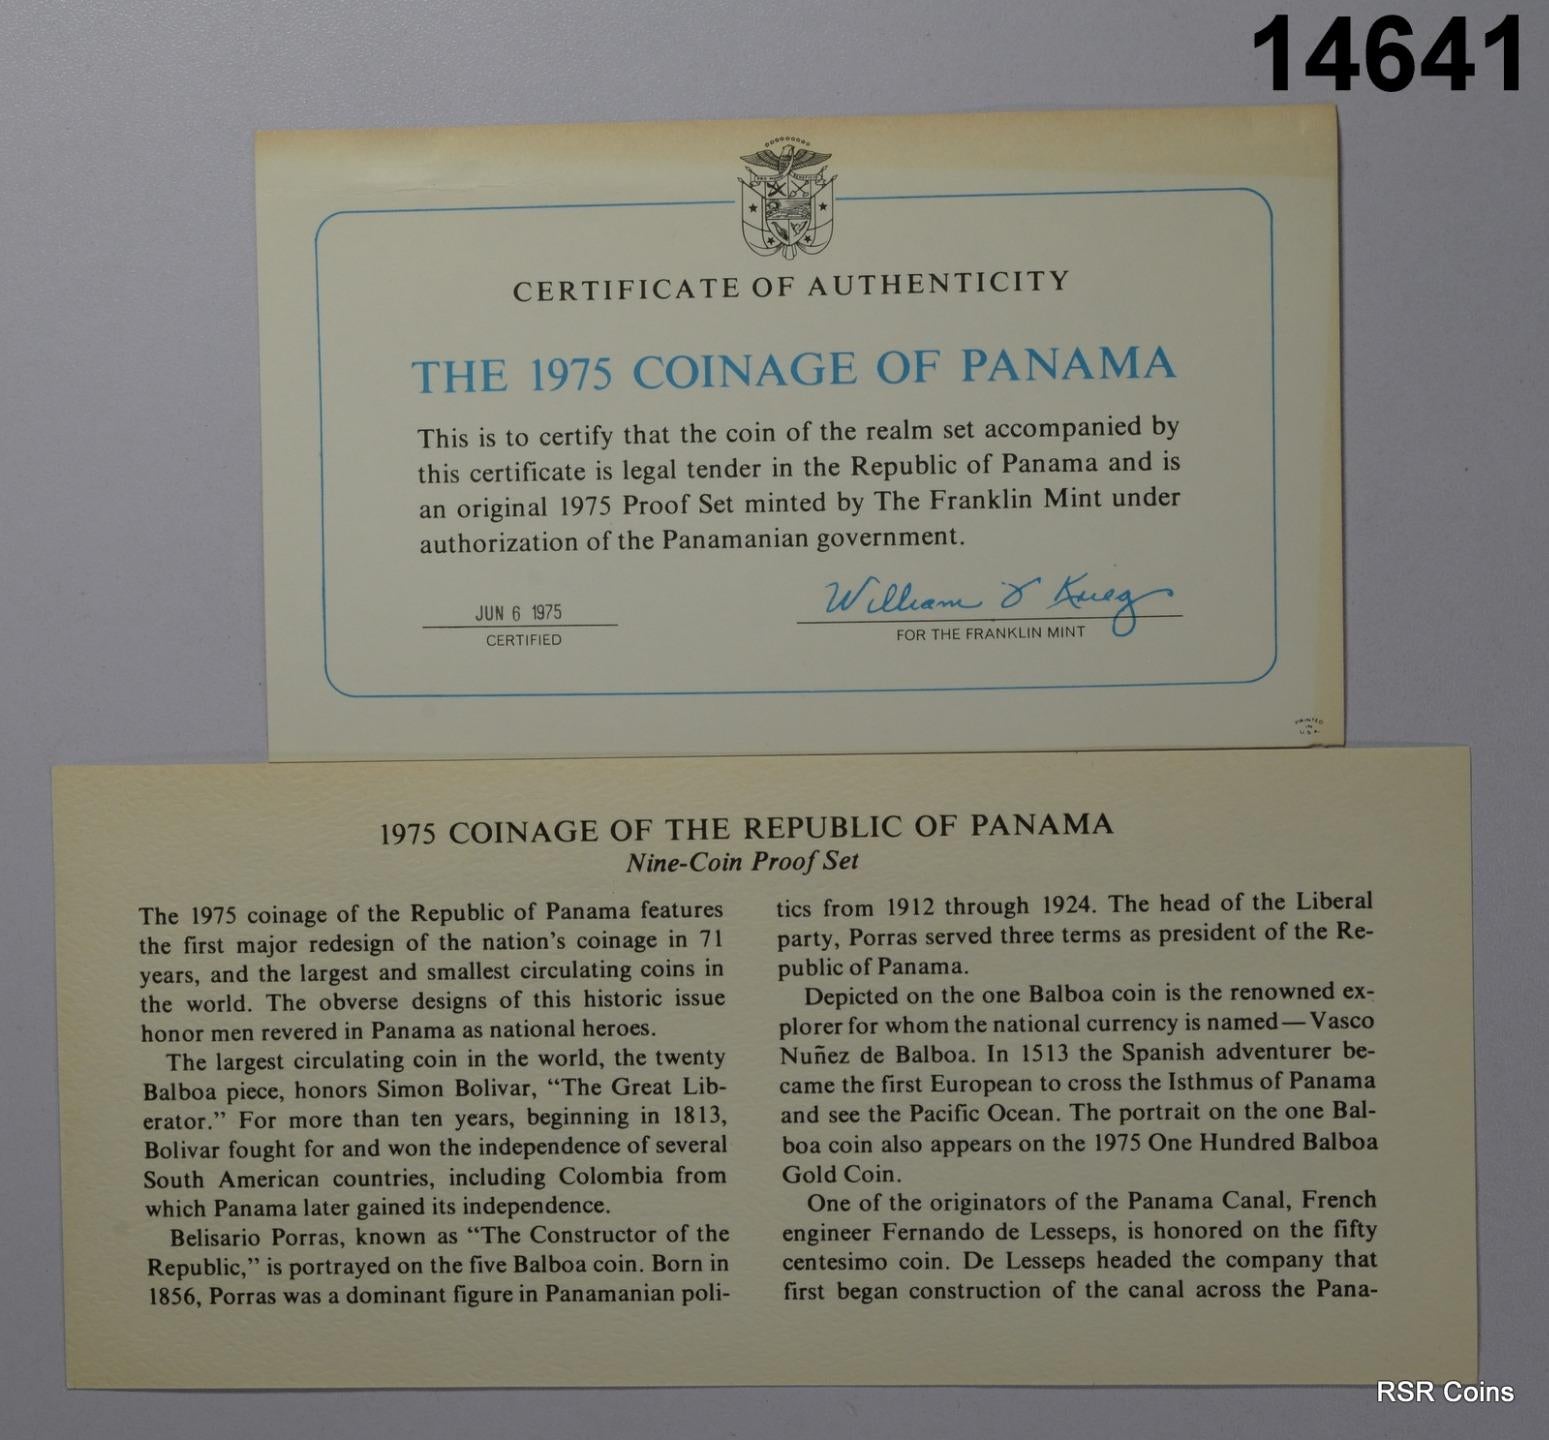 14641
CERTIFICATE OF AUTHENTICITY
THE 1975 COINAGE OF PANAMA
This is to certify that the coin of the realm set accompanied by
this certificate is legal tender in the Republic of Panama and is
an original 1975 Proof Set minted by The Franklin Mint under
authorization of the Panamanian government.
JUN 6 1975
CERTIFIED
William Krieg
FOR THE FRANKLIN MINT
PRINTED
IN
U.S.A.
1975 COINAGE OF THE REPUBLIC OF PANAMA
Nine-Coin Proof Set
The 1975 coinage of the Republic of Panama features
the first major redesign of the nation's coinage in 71
years, and the largest and smallest circulating coins in
the world. The obverse designs of this historic issue
honor men revered in Panama as national heroes.
The largest circulating coin in the world, the twenty
Balboa piece, honors Simon Bolivar, “The Great Lib-
erator.” For more than ten years, beginning in 1813,
Bolivar fought for and won the independence of several
South American countries, including Colombia from
which Panama later gained its independence.
Belisario Porras, known as “The Constructor of the
Republic,” is portrayed on the five Balboa coin. Born in
1856, Porras was a dominant figure in Panamanian poli-
tics from 1912 through 1924. The head of the Liberal
party, Porras served three terms as president of the Re-
public of Panama.
Depicted on the one Balboa coin is the renowned ex-
plorer for whom the national currency is named—Vasco
Nuñez de Balboa. In 1513 the Spanish adventurer be-
came the first European to cross the Isthmus of Panama
and see the Pacific Ocean. The portrait on the one Bal-
boa coin also appears on the 1975 One Hundred Balboa
Gold Coin.
One of the originators of the Panama Canal, French
engineer Fernando de Lesseps, is honored on the fifty
centesimo coin. De Lesseps headed the company that
first began construction of the canal across the Pana-
RSR Coins